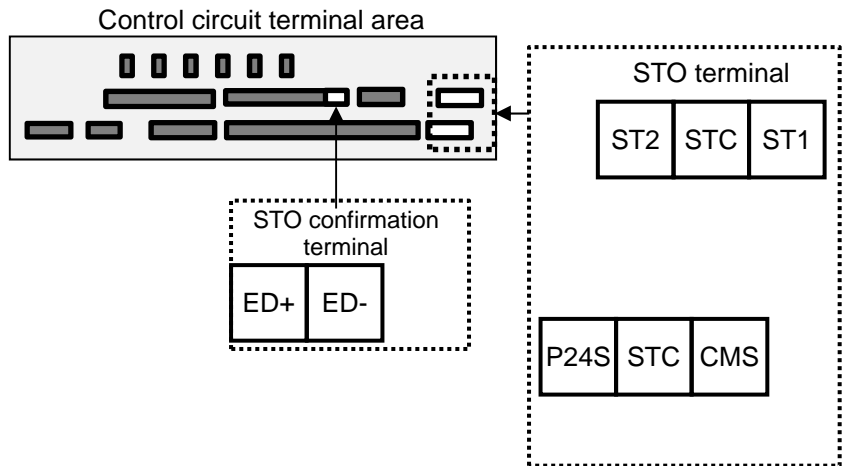 Control circuit terminal area
STO terminal
ST2 STC ST1
STO confirmation
terminal
ED+ ED-
P24S STC CMS